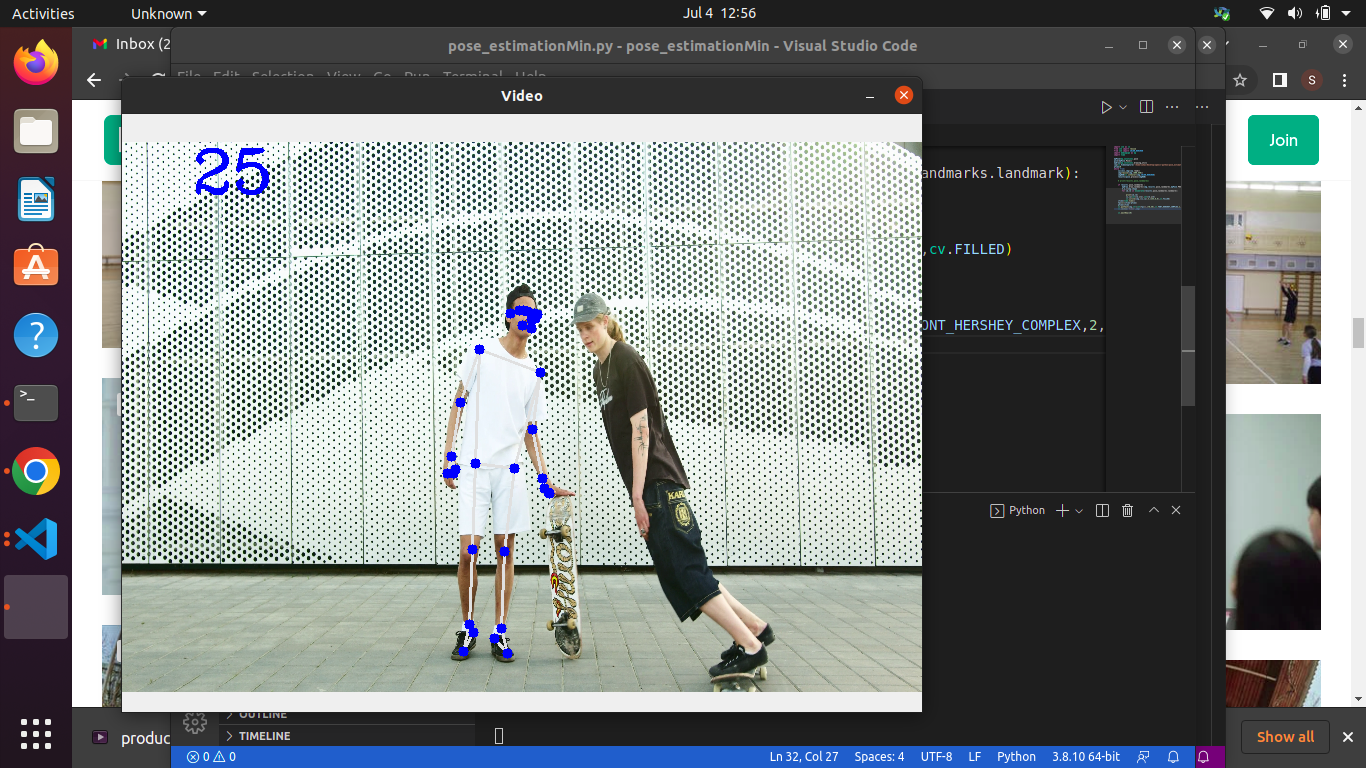 Activities
Unknown
Jul 4 12:56
Inbox (2
pose_estimationMin.py - pose_estimationMin - Visual Studio Code
File Edit Selection View Go Run Terminal Help
Video
Join
25
andmarks.landmark):
,cv.FILLED)
ONT_HERSHEY_COMPLEX,2,
KARL
>_
Python
OUTLINE
TIMELINE
produc
Show all
0 0
Ln 32, Col 27 Spaces: 4 UTF-8 LF Python 3.8.10 64-bit
S